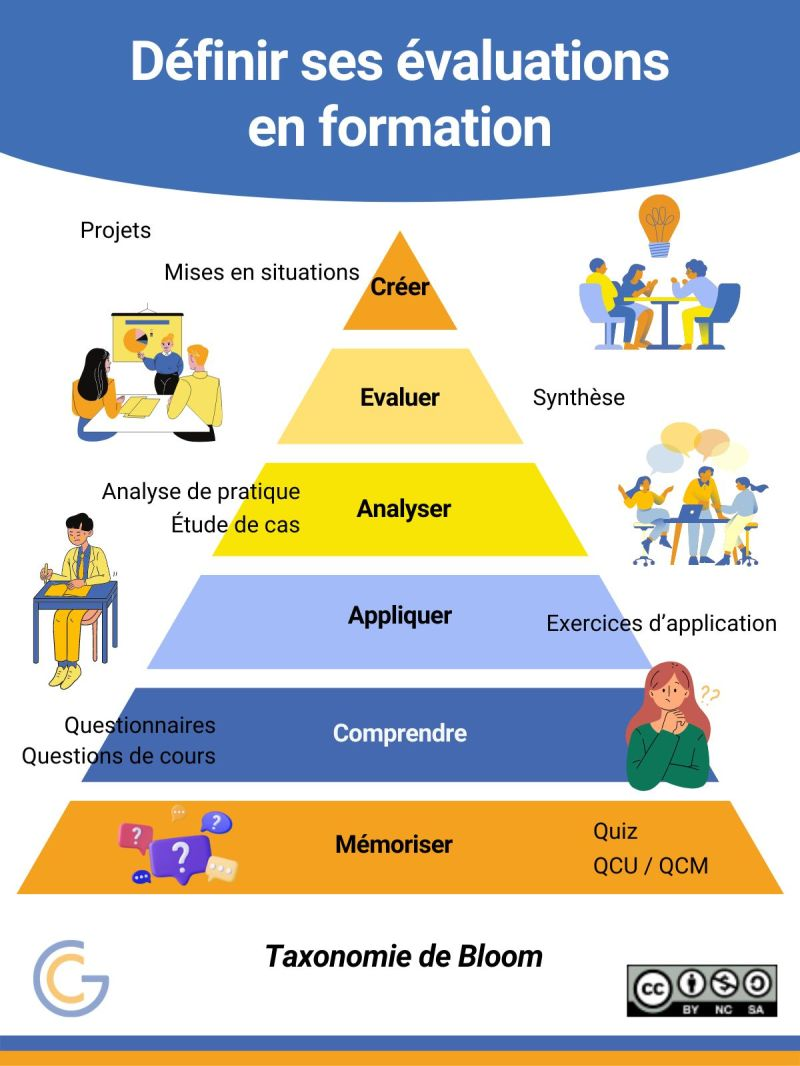 Définir ses évaluations
en formation
Projets
Mises en situations
Créer
Evaluer
Synthèse
Analyse de pratique
Étude de cas
Analyser
Appliquer
Exercices d’application
??
Questionnaires
Questions de cours
Comprendre
?
?
?
Mémoriser
Quiz
QCU / QCM
Taxonomie de Bloom
GC
cc
BY NC SA